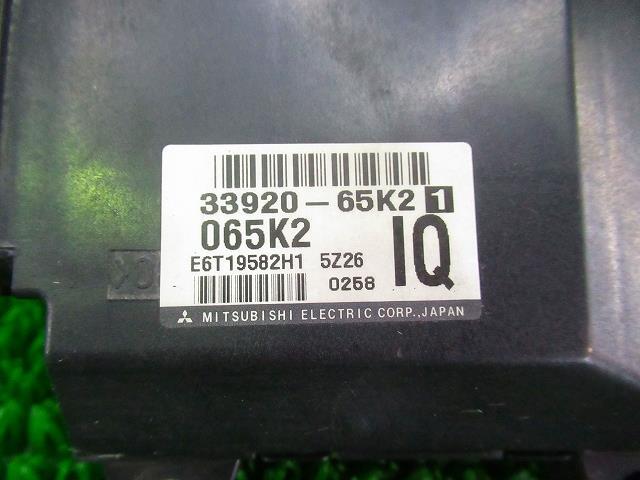 33920-65K2 1
065K2
IQ
E6T19582H1 5Z26
0258
MITSUBISHI ELECTRIC CORP., JAPAN